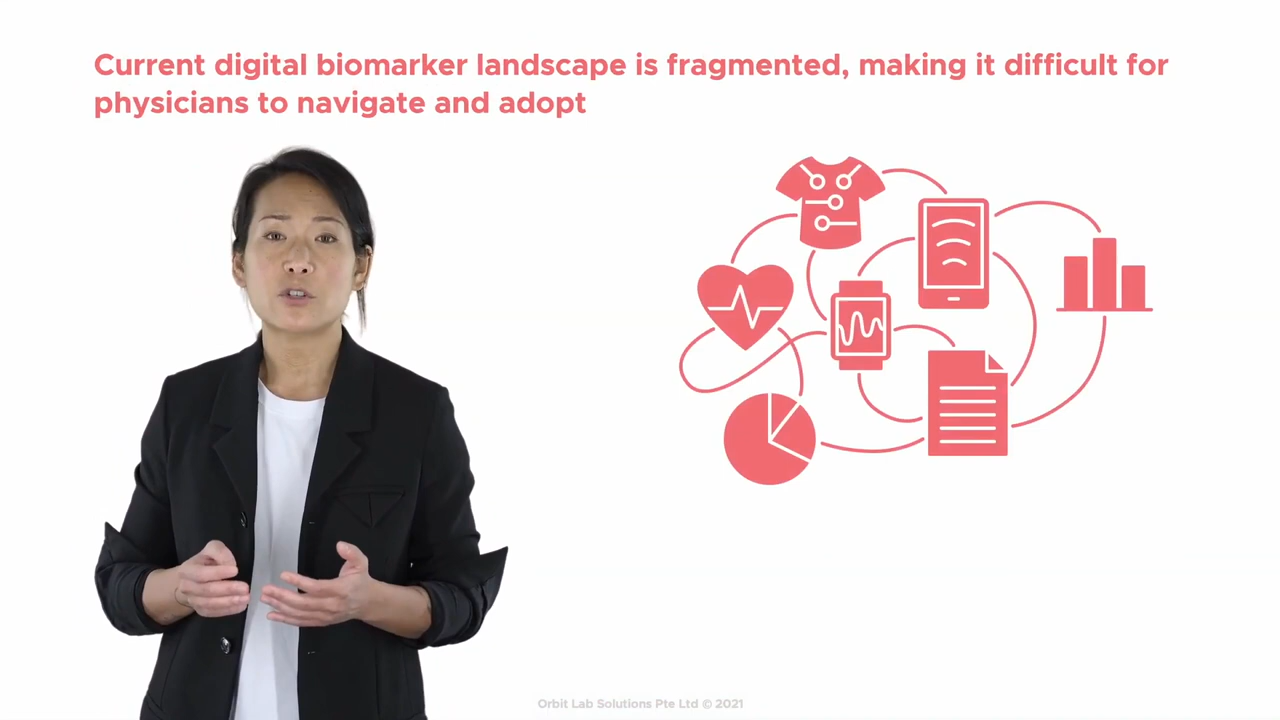 Current digital biomarker landscape is fragmented, making it difficult for
physicians to navigate and adopt
Orbit Lab Solutions Pte Ltd © 2021